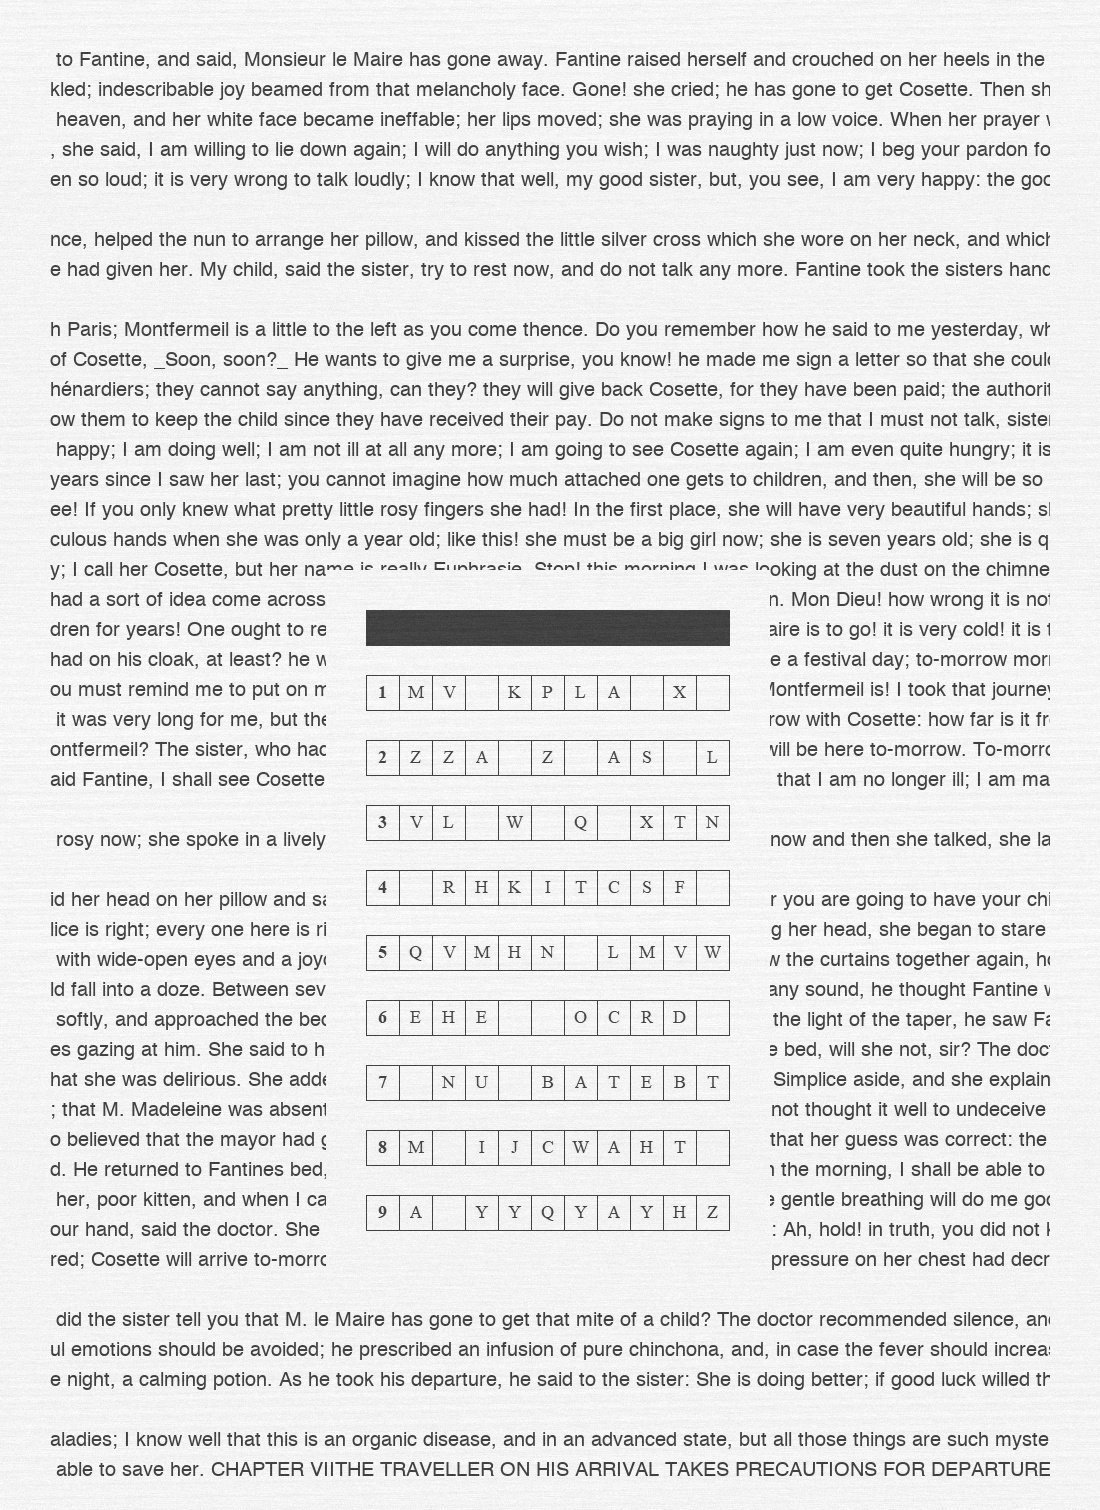 to Fantine, and said, Monsieur le Maire has gone away. Fantine raised herself and crouched on her heels in the
kled; indescribable joy beamed from that melancholy face. Gone! she cried; he has gone to get Cosette. Then sh
heaven, and her white face became ineffable; her lips moved; she was praying in a low voice. When her prayer
, she said, I am willing to lie down again; I will do anything you wish; I was naughty just now; I beg your pardon fo
en so loud; it is very wrong to talk loudly; I know that well, my good sister, but, you see, I am very happy: the goo
nce, helped the nun to arrange her pillow, and kissed the little silver cross which she wore on her neck, and which
e had given her. My child, said the sister, try to rest now, and do not talk any more. Fantine took the sisters hand
h Paris; Montfermeil is a little to the left as you come thence. Do you remember how he said to me yesterday, wh
of Cosette, _Soon, soon?_ He wants to give me a surprise, you know! he made me sign a letter so that she could
hénardiers; they cannot say anything, can they? they will give back Cosette, for they have been paid; the authorit
ow them to keep the child since they have received their pay. Do not make signs to me that I must not talk, sister
happy; I am doing well; I am not ill at all any more; I am going to see Cosette again; I am even quite hungry; it is
years since I saw her last; you cannot imagine how much attached one gets to children, and then, she will be so
ee! If you only knew what pretty little rosy fingers she had! In the first place, she will have very beautiful hands; sh
culous hands when she was only a year old; like this! she must be a big girl now; she is seven years old; she is q
y; I call her Cosette, but her name is really Euphrasie. Stop! this morning I was looking at the dust on the chimne
had a sort of idea come across
dren for years! One ought to re
had on his cloak, at least? he w
ou must remind me to put on m
it was very long for me, but the
ontfermeil? The sister, who had
aid Fantine, I shall see Cosette
rosy now; she spoke in a lively
id her head on her pillow and sa
lice is right; every one here is ri
with wide-open eyes and a joyo
ld fall into a doze. Between sev
softly, and approached the bed
es gazing at him. She said to h
hat she was delirious. She adde
; that M. Madeleine was absent
o believed that the mayor had g
d. He returned to Fantines bed,
her, poor kitten, and when I ca
our hand, said the doctor. She
red; Cosette will arrive to-morro
1 M V K P L A X
2 Z Z A Z A S L
3 V L W Q X T N
4 R H K I T C S F
5 Q V M H N L M V W
6 E H E O C R D
7 N U B A T E B T
8 M I J C W A H T
9 A Y Y Q Y A Y H Z
n. Mon Dieu! how wrong it is not
aire is to go! it is very cold! it is t
e a festival day; to-morrow morn
Montfermeil is! I took that journey
row with Cosette: how far is it fr
will be here to-morrow. To-morro
that I am no longer ill; I am ma
now and then she talked, she la
r you are going to have your chi
g her head, she began to stare
w the curtains together again, ho
any sound, he thought Fantine w
the light of the taper, he saw Fa
e bed, will she not, sir? The doct
Simplice aside, and she explain
not thought it well to undeceive
that her guess was correct: the
n the morning, I shall be able to
e gentle breathing will do me goo
: Ah, hold! in truth, you did not k
pressure on her chest had decr
did the sister tell you that M. le Maire has gone to get that mite of a child? The doctor recommended silence, and
ul emotions should be avoided; he prescribed an infusion of pure chinchona, and, in case the fever should increas
e night, a calming potion. As he took his departure, he said to the sister: She is doing better; if good luck willed th
aladies; I know well that this is an organic disease, and in an advanced state, but all those things are such myste
able to save her. CHAPTER VIITHE TRAVELLER ON HIS ARRIVAL TAKES PRECAUTIONS FOR DEPARTURE